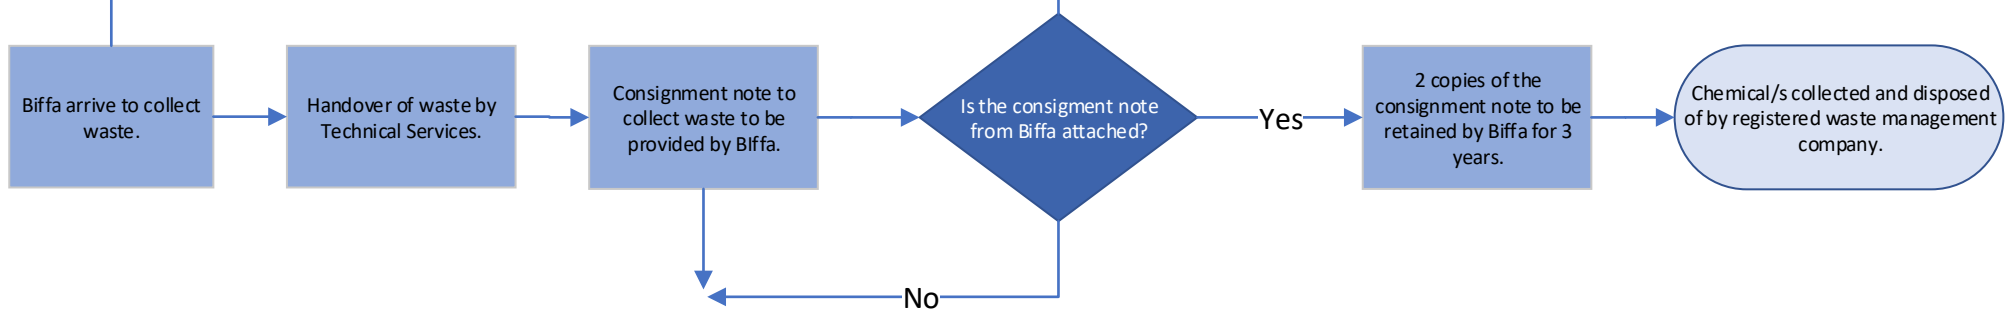 Biffa arrive to collect
waste.
Handover of waste by
Technical Services.
Consignment note to
collect waste to be
provided by BIffa.
Is the consigment note
from Biffa attached?
Yes
No
2 copies of the
consignment note to be
retained by Biffa for 3
years.
Chemical/s collected and disposed
of by registered waste management
company.